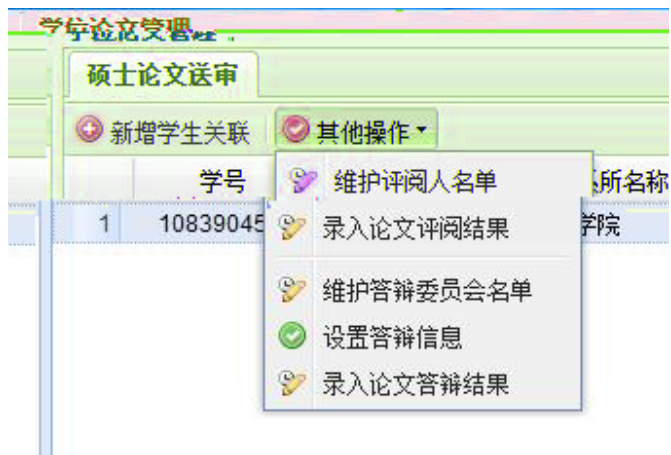 硕士论文送审
新增学生关联 其他操作
学号 维护评阅人名单 所名称
1 10839045 录入论文评阅结果 学院
维护答辩委员会名单
设置答辩信息
录入论文答辩结果